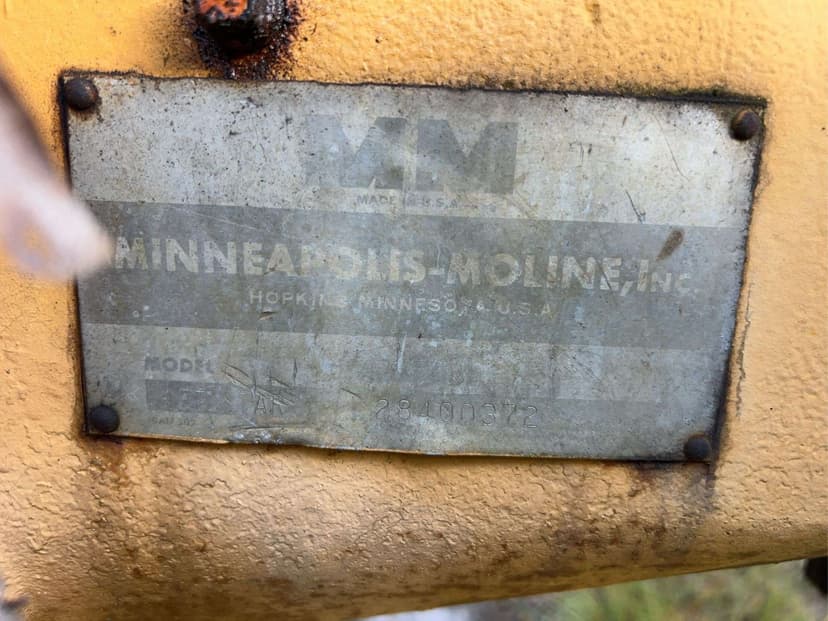 MM
MADE IN U.S.A.
MINNEAPOLIS-MOLINE, INC.
HOPKINS MINNESOTA U.S.A.
MODEL
28400372